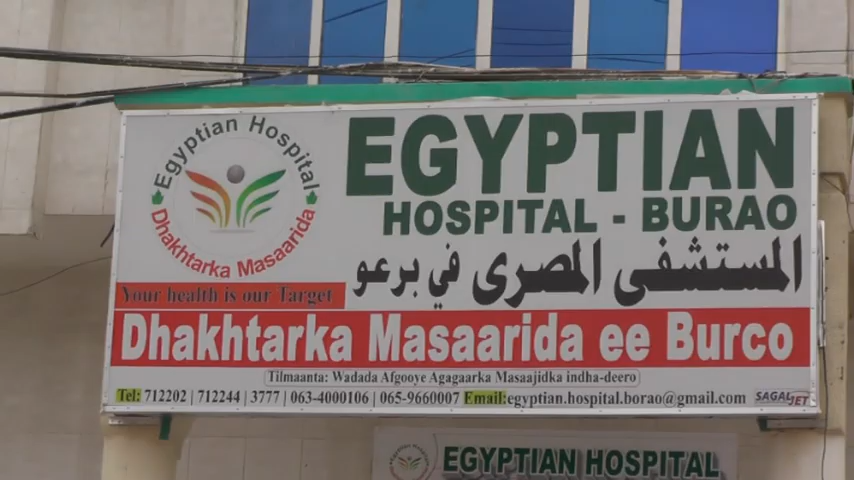 Egyptian Hospital
Dhakhtarka Masaarida
EGYPTIAN
HOSPITAL - BURAO
المستشفى المصرى في برعو
Your health is our Target
Dhakhtarka Masaarida ee Burco
Tilmaanta: Wadada Afgooye Agagaarka Masaajidka indha-deero
Tel: 712202 | 712244 | 3777 | 063-4000106 | 065-9660007 Email:egyptian.hospital.borao@gmail.com
SAGALJET
EGYPTIAN HOSPITAL